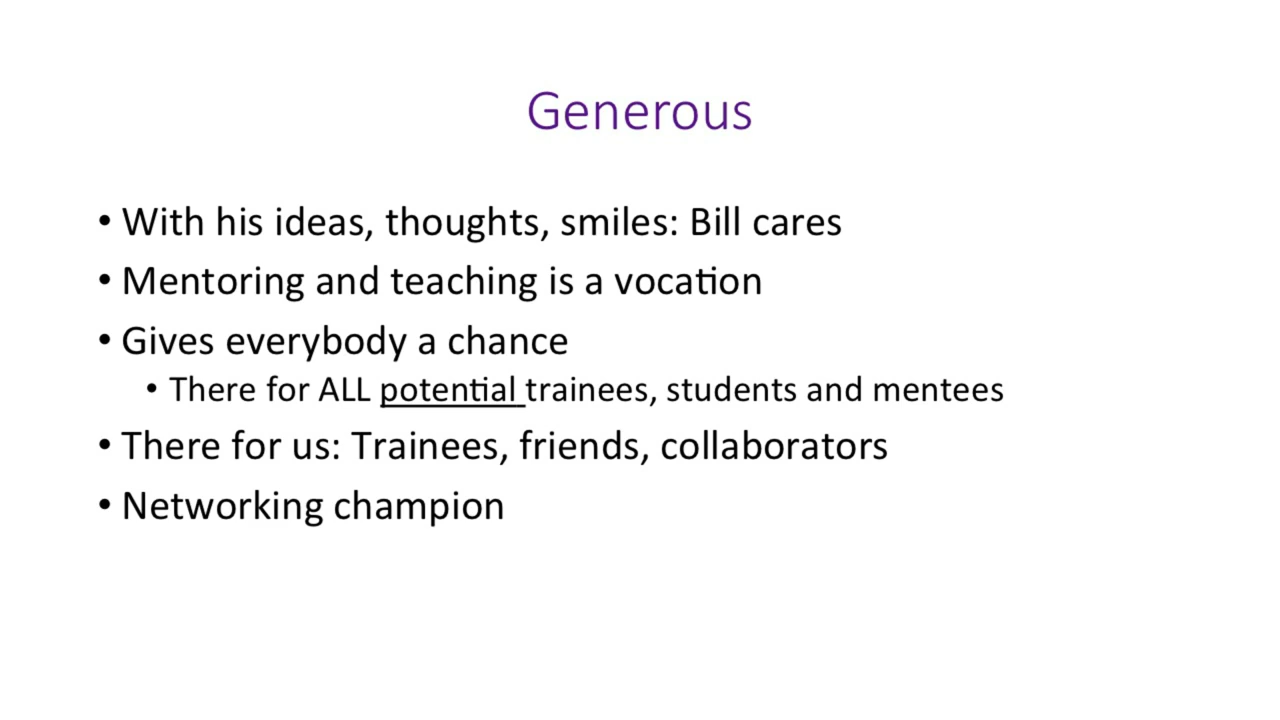 Generous
• With his ideas, thoughts, smiles: Bill cares
• Mentoring and teaching is a vocation
• Gives everybody a chance
• There for ALL potential trainees, students and mentees
• There for us: Trainees, friends, collaborators
• Networking champion